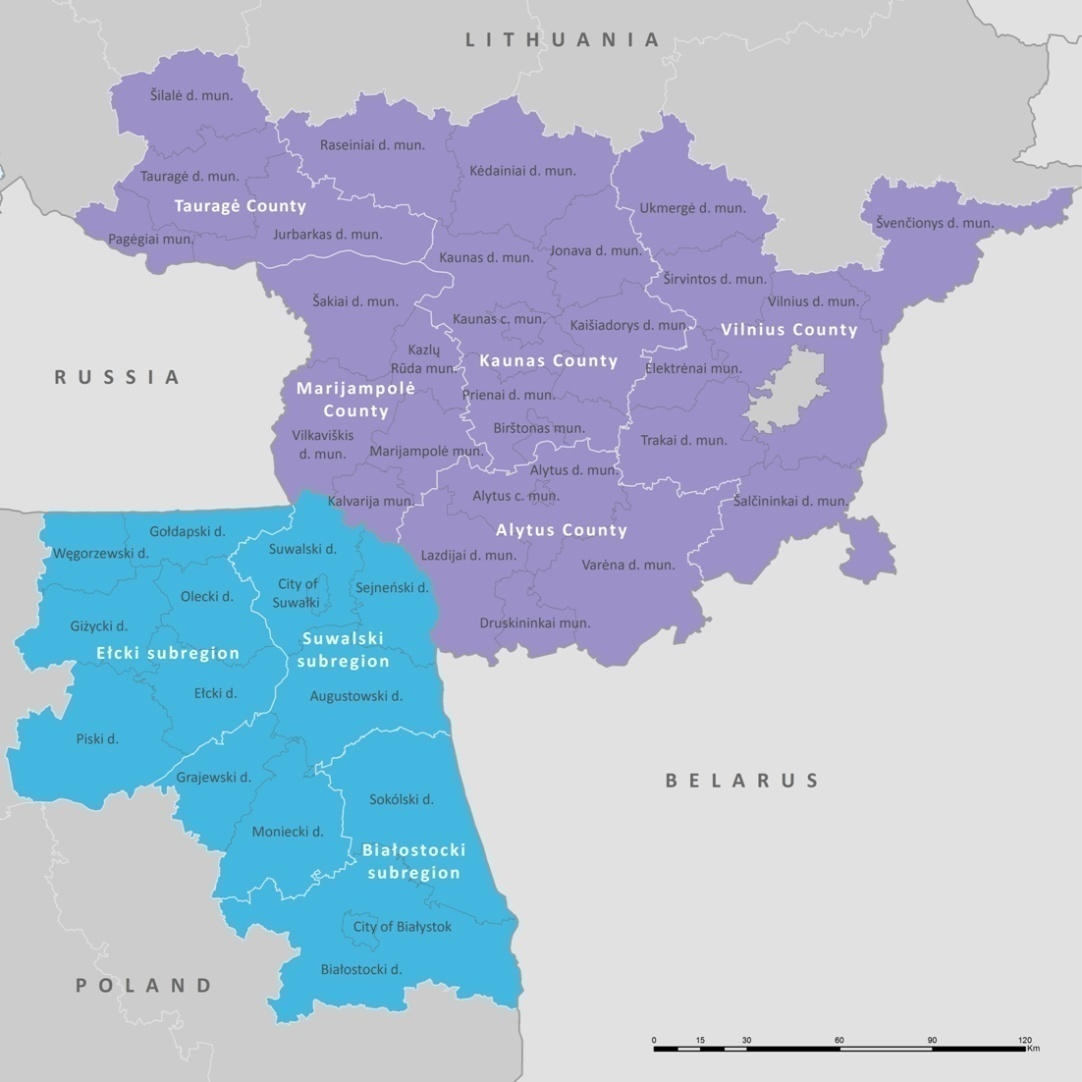 LITHUANIA
Šilalė d. mun.
Raseiniai d. mun.
Kėdainiai d. mun.
Tauragė d. mun.
Tauragė County
Ukmergė d. mun.
Švenčionys d. mun.
Pagėgiai mun.
Jurbarkas d. mun.
Kaunas d. mun.
Jonava d. mun.
Širvintos d. mun.
Šakiai d. mun.
Vilnius d. mun.
Kaunas c. mun.
Kaišiadorys d. mun.
Vilnius County
Kazlų
Rūda mun.
Kaunas County
Elektrėnai mun.
RUSSIA
Marijampolė
County
Prienai d. mun.
Birštonas mun.
Vilkaviškis
d. mun.
Marijampolė mun.
Trakai d. mun.
Alytus d. mun.
Kalvarija mun.
Alytus c. mun.
Šalčininkai d. mun.
Alytus County
Gołdapski d.
Węgorzewski d.
Suwalski d.
Lazdijai d. mun.
Varėna d. mun.
City of
Suwałki
Sejneński d.
Olecki d.
Giżycki d.
Druskininkai mun.
Ełcki subregion
Suwalski
subregion
Ełcki d.
Augustowski d.
Piski d.
Grajewski d.
BELARUS
Sokólski d.
Moniecki d.
Białostocki
subregion
City of Białystok
Białostocki d.
POLAND
0 15 30 60 90 120
Km